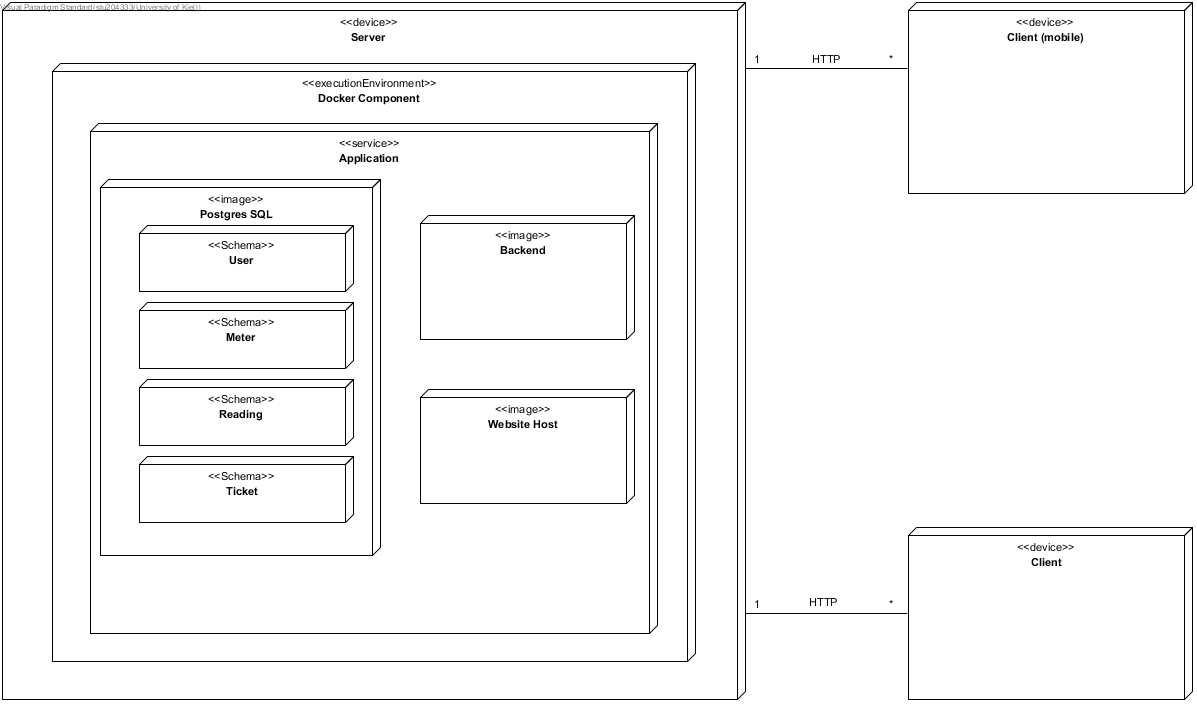 Visual Paradigm Standard(stu204333(University of Kiel))
<<device>>
Server
<<executionEnvironment>>
Docker Component
<<service>>
Application
<<image>>
Postgres SQL
<<Schema>>
User
<<Schema>>
Meter
<<Schema>>
Reading
<<Schema>>
Ticket
<<image>>
Backend
<<image>>
Website Host
1 HTTP *
<<device>>
Client (mobile)
1 HTTP *
<<device>>
Client